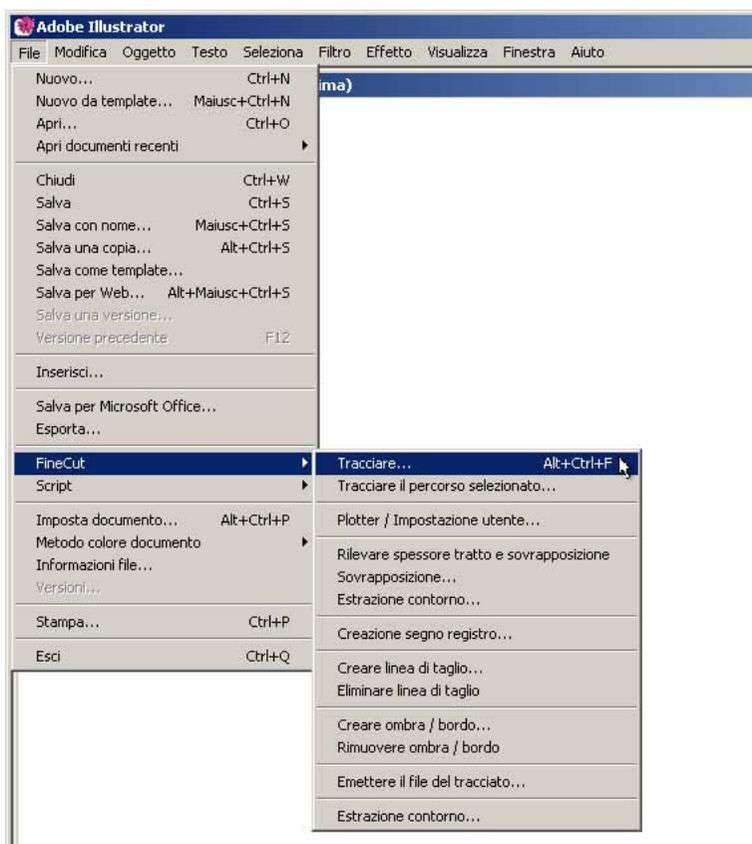 Adobe Illustrator
File Modifica Oggetto Testo Seleziona Filtro Effetto Visualizza Finestra Aiuto
ima)
Nuovo... Ctrl+N
Nuovo da template... Maiusc+Ctrl+N
Apri... Ctrl+O
Apri documenti recenti
Chiudi Ctrl+W
Salva Ctrl+S
Salva con nome... Maiusc+Ctrl+S
Salva una copia... Alt+Ctrl+S
Salva come template...
Salva per Web... Alt+Maiusc+Ctrl+S
Salva una versione...
Versione precedente F12
Inserisci...
Salva per Microsoft Office...
Esporta...
FineCut
Script
Imposta documento... Alt+Ctrl+P
Metodo colore documento
Informazioni file...
Versioni...
Stampa... Ctrl+P
Esci Ctrl+Q
Tracciare... Alt+Ctrl+F
Tracciare il percorso selezionato...
Plotter / Impostazione utente...
Rilevare spessore tratto e sovrapposizione
Sovrapposizione...
Estrazione contorno...
Creazione segno registro...
Creare linea di taglio...
Eliminare linea di taglio
Creare ombra / bordo...
Rimuovere ombra / bordo
Emettere il file del tracciato...
Estrazione contorno...